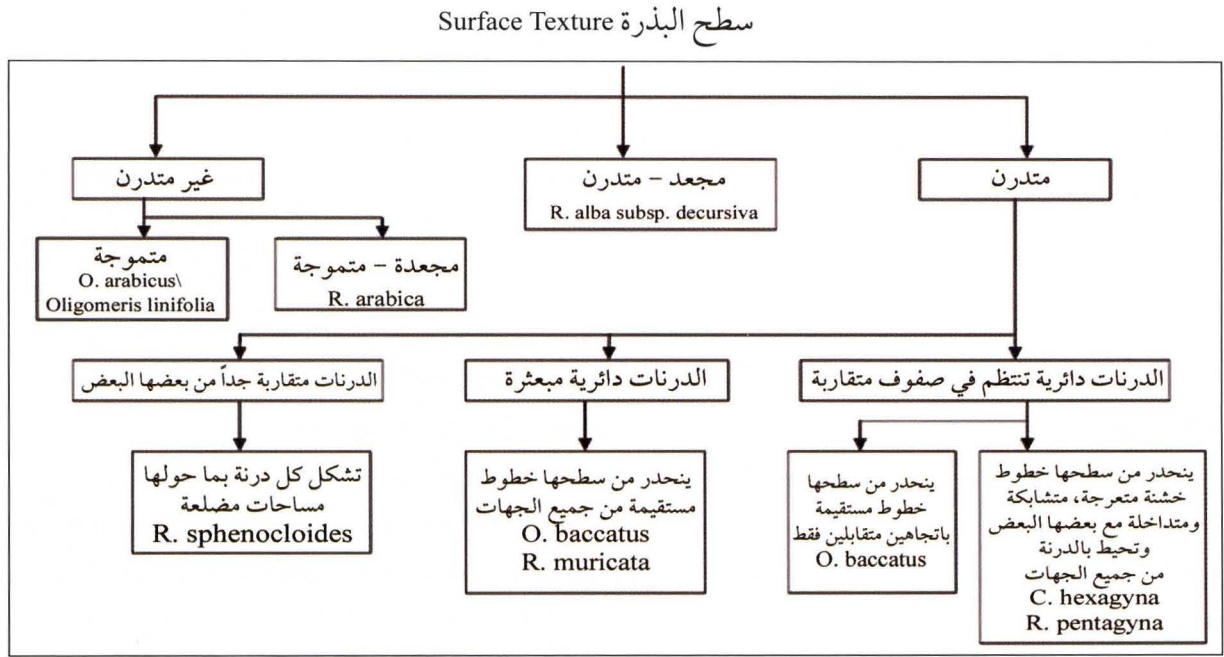 سطح البذرة Surface Texture
متدرن
مجعد – متدرن
R. alba subsp. decursiva
غير متدرن
مجعدة – متموجة
R. arabica
متموجة
O. arabicus\
Oligomeris linifolia
الدرنات دائرية تنتظم في صفوف متقاربة
الدرنات دائرية مبعثرة
الدرنات متقاربة جداً من بعضها البعض
ينحدر من سطحها خطوط
خشنة متعرجة، متشابكة
ومتداخلة مع بعضها البعض
وتحيط بالدرنة
من جميع الجهات
C. hexagyna
R. pentagyna
ينحدر من سطحها
خطوط مستقيمة
باتجاهين متقابلين فقط
O. baccatus
ينحدر من سطحها خطوط
مستقيمة من جميع الجهات
O. baccatus
R. muricata
تشكل كل درنة بما حولها
مساحات مضلعة
R. sphenocloides